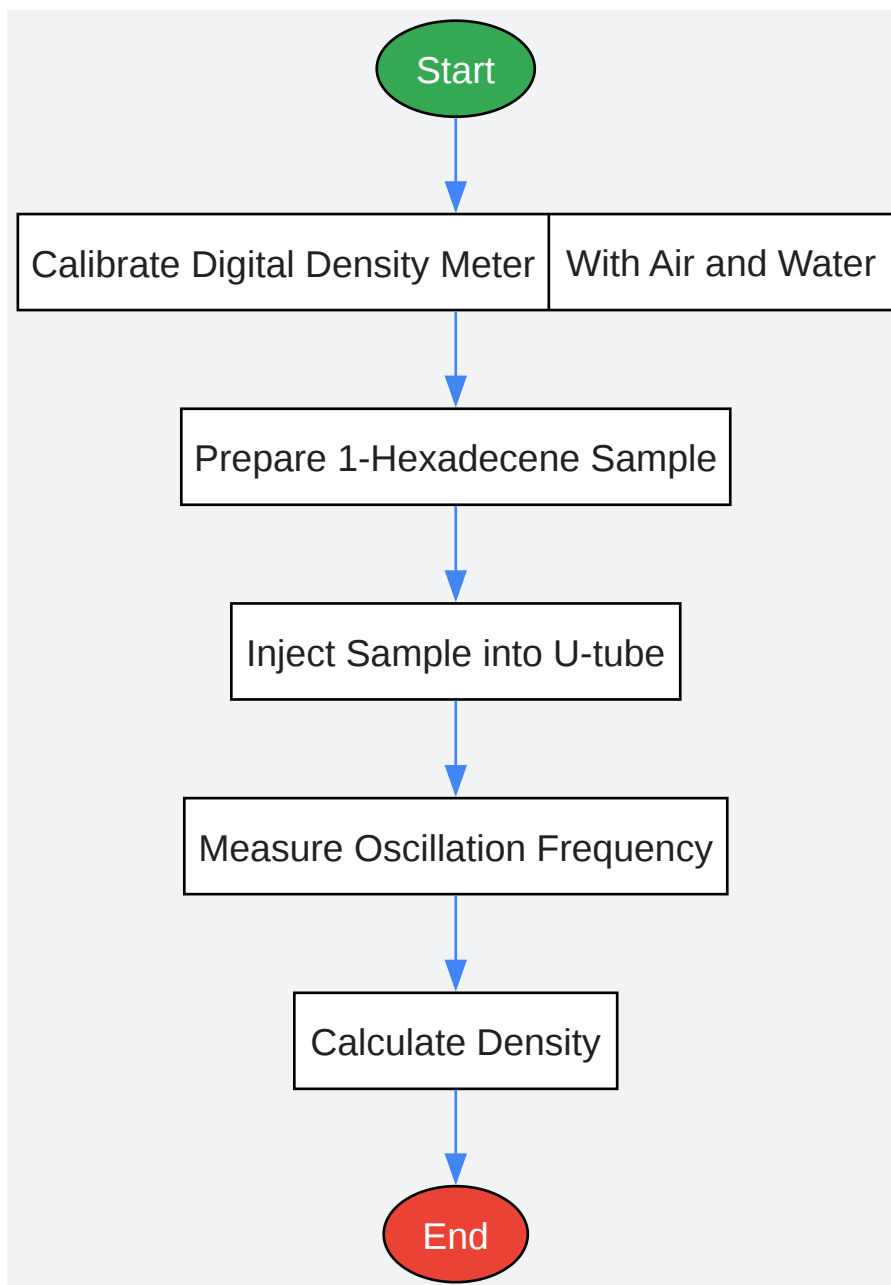 Start
Calibrate Digital Density Meter
With Air and Water
Prepare 1-Hexadecene Sample
Inject Sample into U-tube
Measure Oscillation Frequency
Calculate Density
End